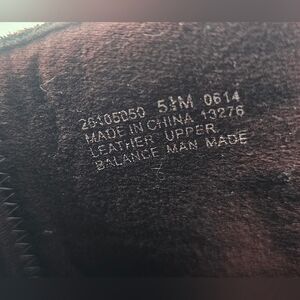 26105050 5½M 0614
MADE IN CHINA 13276
LEATHER UPPER
BALANCE MAN MADE